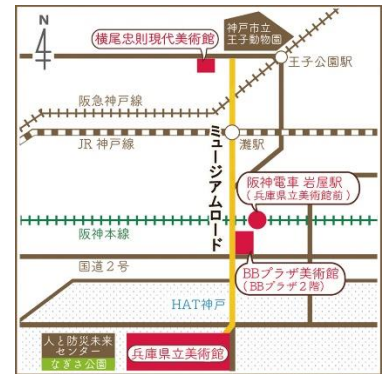 神戸市立
王子動物園
横尾忠則現代美術館
4
王子公園駅
阪急神戸線
JR 神戸線
灘駅
ミュージアムロード
阪神電車 岩屋駅
(兵庫県立美術館前)
阪神本線
国道2号
BBプラザ美術館
(BBプラザ2階)
HAT神戸
人と防災未来
センター
なぎさ公園
兵庫県立美術館